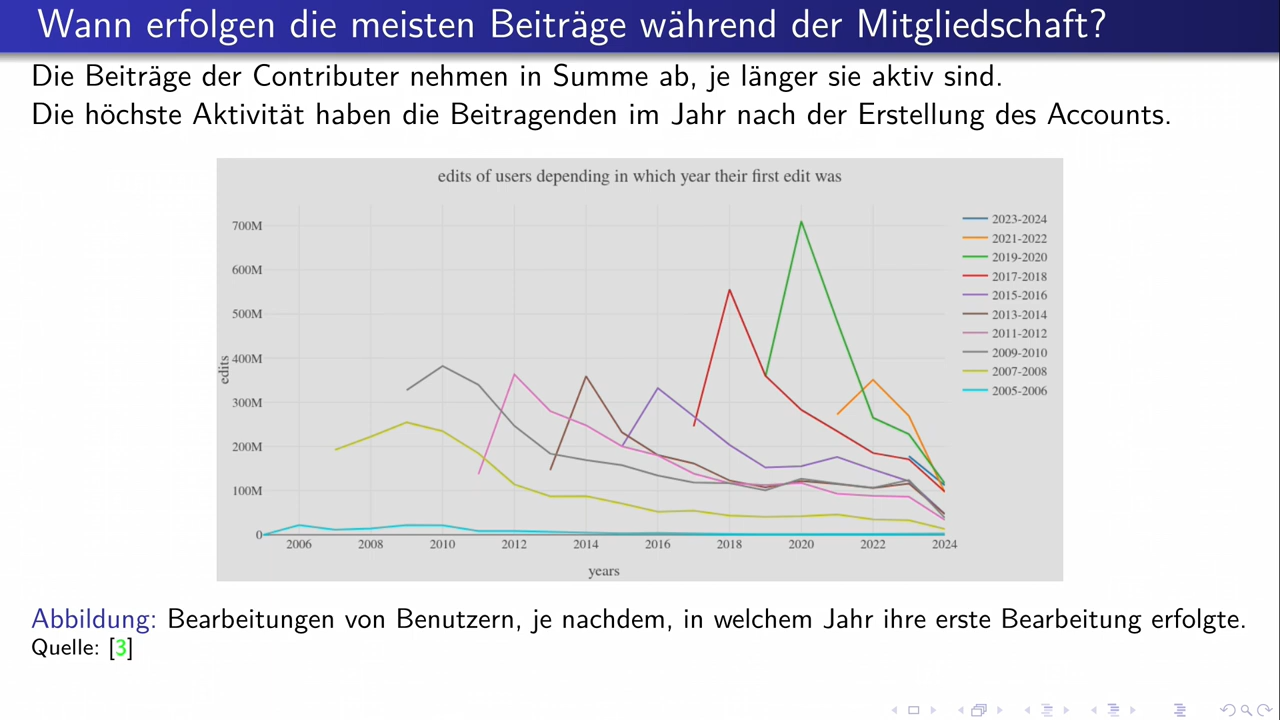 Wann erfolgen die meisten Beiträge während der Mitgliedschaft?
Die Beiträge der Contributer nehmen in Summe ab, je länger sie aktiv sind.
Die höchste Aktivität haben die Beitragenden im Jahr nach der Erstellung des Accounts.
edits of users depending in which year their first edit was
700M
600M
500M
400M
300M
200M
100M
0
edits
2006 2008 2010 2012 2014 2016 2018 2020 2022 2024
years
2023-2024
2021-2022
2019-2020
2017-2018
2015-2016
2013-2014
2011-2012
2009-2010
2007-2008
2005-2006
Abbildung: Bearbeitungen von Benutzern, je nachdem, in welchem Jahr ihre erste Bearbeitung erfolgte.
Quelle: [3]